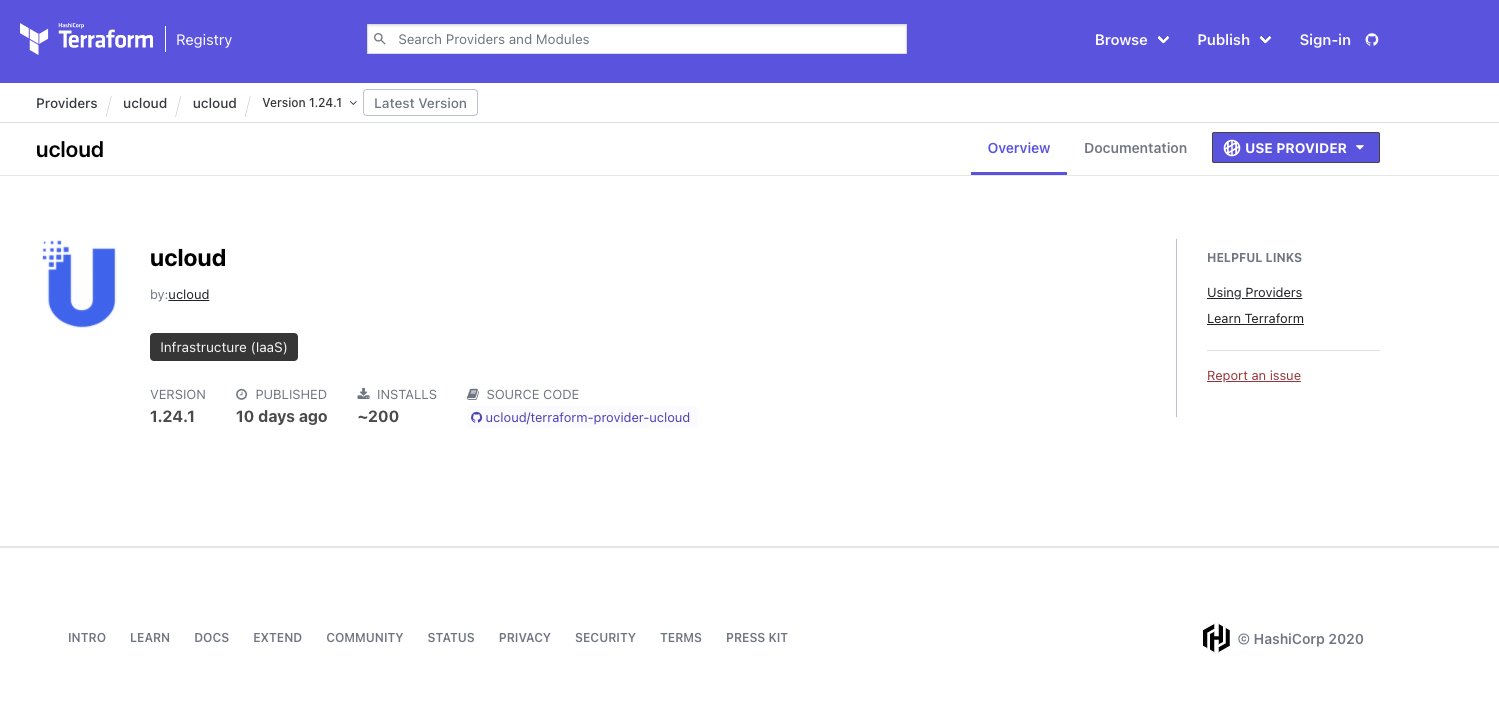 HashiCorp
Terraform Registry Search Providers and Modules Browse Publish Sign-in
Providers / ucloud / ucloud / Version 1.24.1 Latest Version
ucloud Overview Documentation USE PROVIDER
ucloud
by:ucloud
Infrastructure (IaaS)
VERSION PUBLISHED INSTALLS SOURCE CODE
1.24.1 10 days ago ~200 ucloud/terraform-provider-ucloud
HELPFUL LINKS
Using Providers
Learn Terraform
Report an issue
INTRO LEARN DOCS EXTEND COMMUNITY STATUS PRIVACY SECURITY TERMS PRESS KIT © HashiCorp 2020